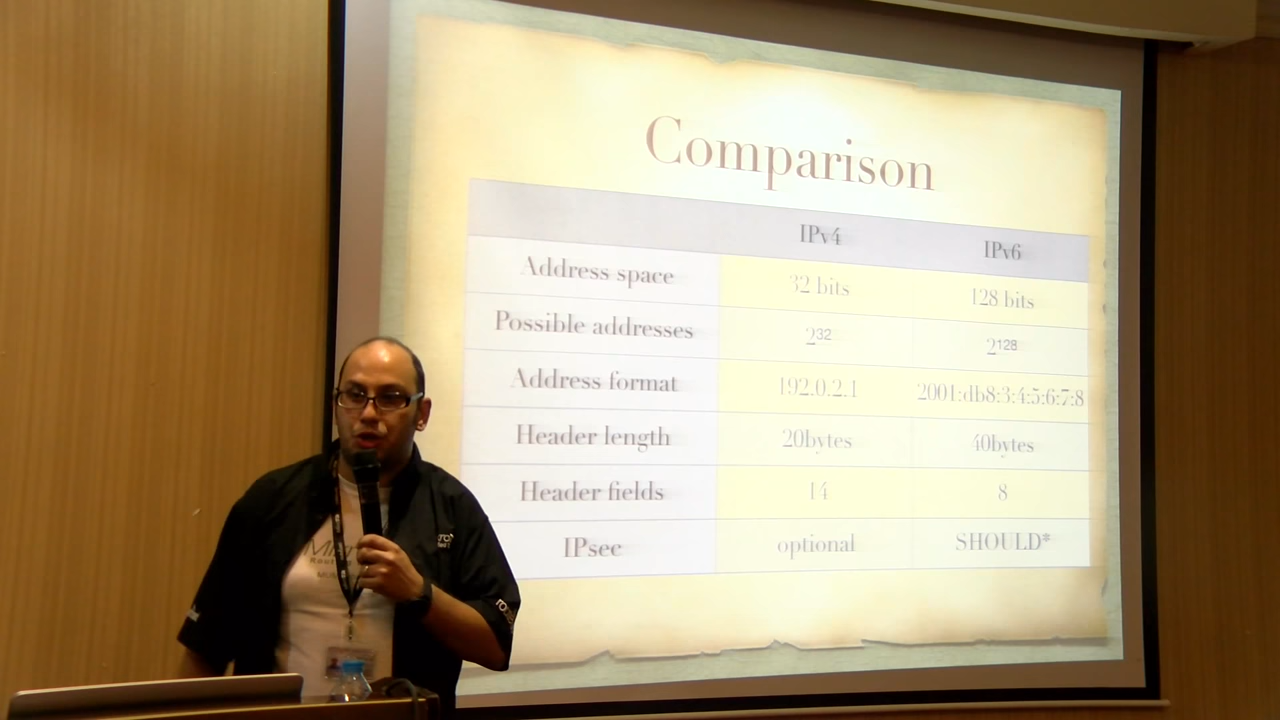 Comparison
IPv4 IPv6
Address space 32 bits 128 bits
Possible addresses 2³² 2¹²⁸
Address format 192.0.2.1 2001:db8:3:4:5:6:7:8
Header length 20bytes 40bytes
Header fields 14 8
IPsec optional SHOULD*